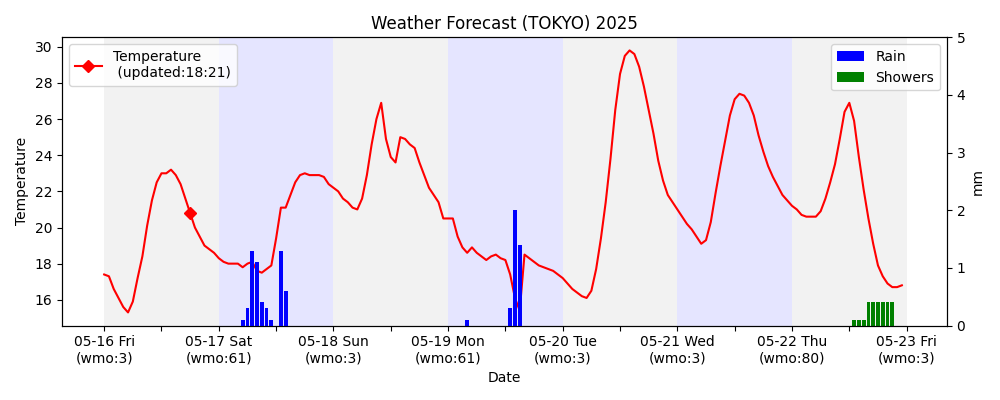 Weather Forecast (TOKYO) 2025
Temperature
(updated:18:21)
Rain
Showers
Temperature
30
28
26
24
22
20
18
16
5
4
3
2
1
0
mm
05-16 Fri
(wmo:3)
05-17 Sat
(wmo:61)
05-18 Sun
(wmo:3)
05-19 Mon
(wmo:61)
05-20 Tue
(wmo:3)
05-21 Wed
(wmo:3)
05-22 Thu
(wmo:80)
05-23 Fri
(wmo:3)
Date